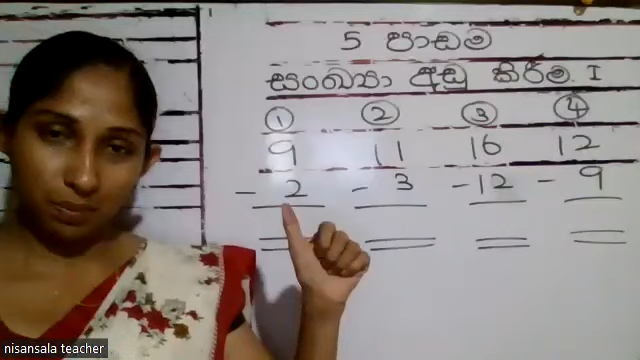 5 පාඩම
සංඛ්‍යා අඩු කිරීම. I
① ② ③ ④
9 11 16 12
- 2 - 3 - 12 - 9
nisansala teacher